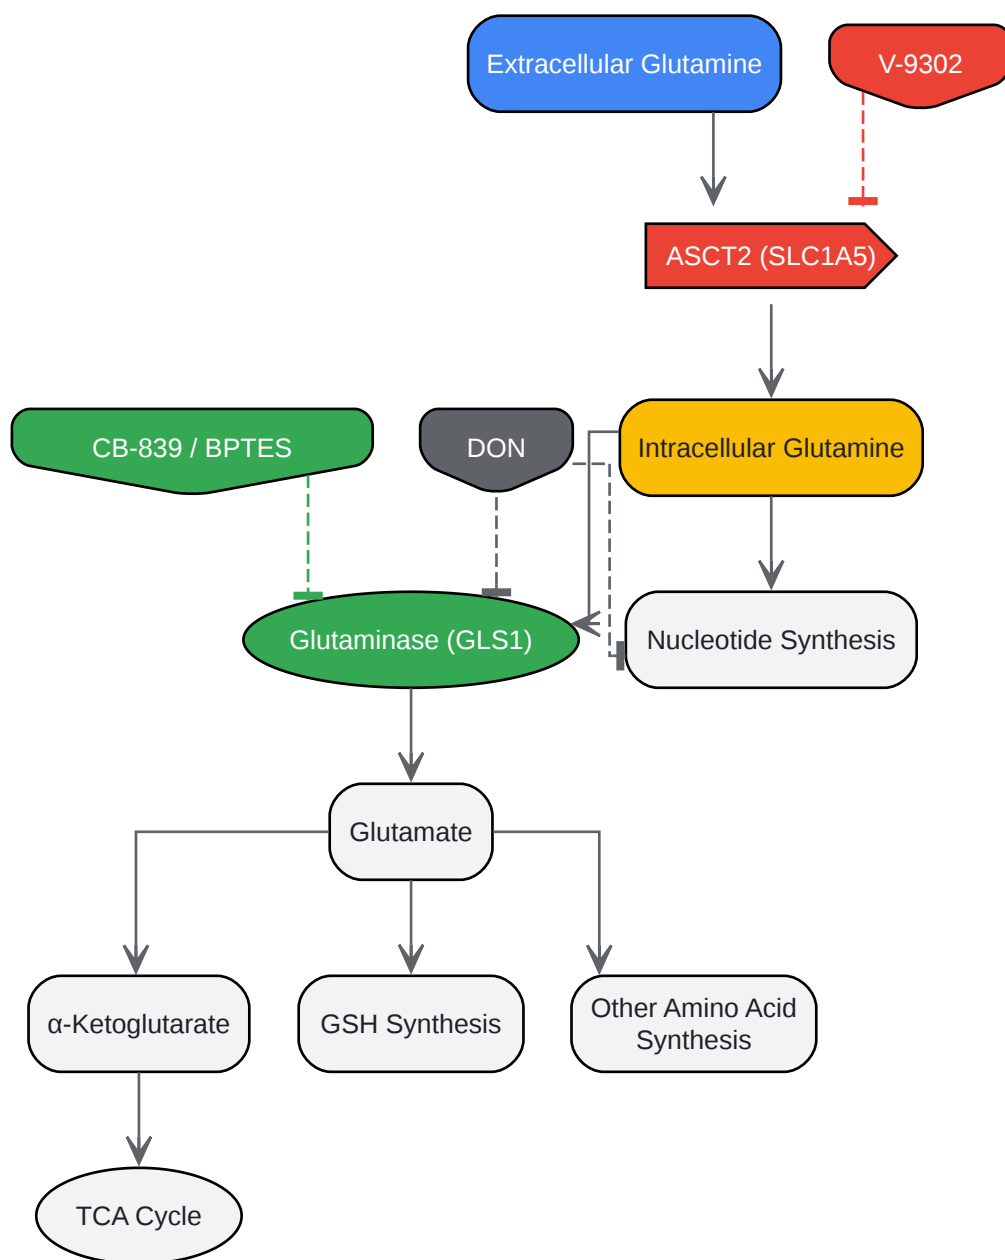 Extracellular Glutamine
V-9302
ASCT2 (SLC1A5)
CB-839 / BPTES
DON
Intracellular Glutamine
Glutaminase (GLS1)
Nucleotide Synthesis
Glutamate
α-Ketoglutarate
GSH Synthesis
Other Amino Acid
Synthesis
TCA Cycle